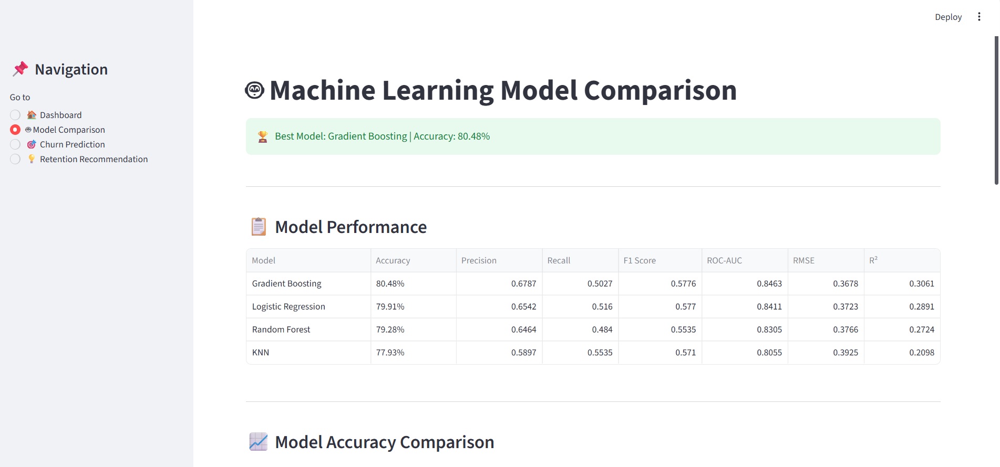 Deploy
📌 Navigation
Go to
🏠 Dashboard
Model Comparison
🎯 Churn Prediction
💡 Retention Recommendation
Machine Learning Model Comparison
🏆 Best Model: Gradient Boosting | Accuracy: 80.48%
📋 Model Performance
Model Accuracy Precision Recall F1 Score ROC-AUC RMSE R²
Gradient Boosting 80.48% 0.6787 0.5027 0.5776 0.8463 0.3678 0.3061
Logistic Regression 79.91% 0.6542 0.516 0.577 0.8411 0.3723 0.2891
Random Forest 79.28% 0.6464 0.484 0.5535 0.8305 0.3766 0.2724
KNN 77.93% 0.5897 0.5535 0.571 0.8055 0.3925 0.2098
📈 Model Accuracy Comparison